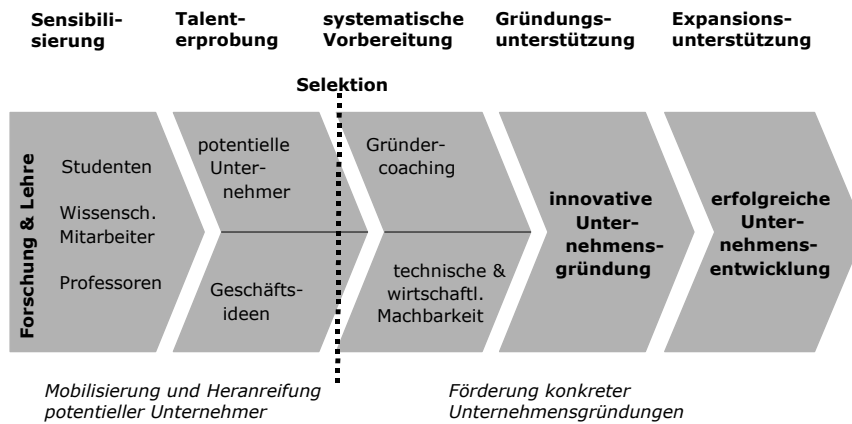 Sensibili-
sierung
Talent-
erprobung
systematische
Vorbereitung
Gründungs-
unterstützung
Expansions-
unterstützung
Selektion
Forschung & Lehre
Studenten
Wissensch.
Mitarbeiter
Professoren
potentielle
Unter-
nehmer
Geschäfts-
ideen
Gründer-
coaching
technische &
wirtschaftl.
Machbarkeit
innovative
Unter-
nehmens-
gründung
erfolgreiche
Unter-
nehmens-
entwicklung
Mobilisierung und Heranreifung
potentieller Unternehmer
Förderung konkreter
Unternehmensgründungen